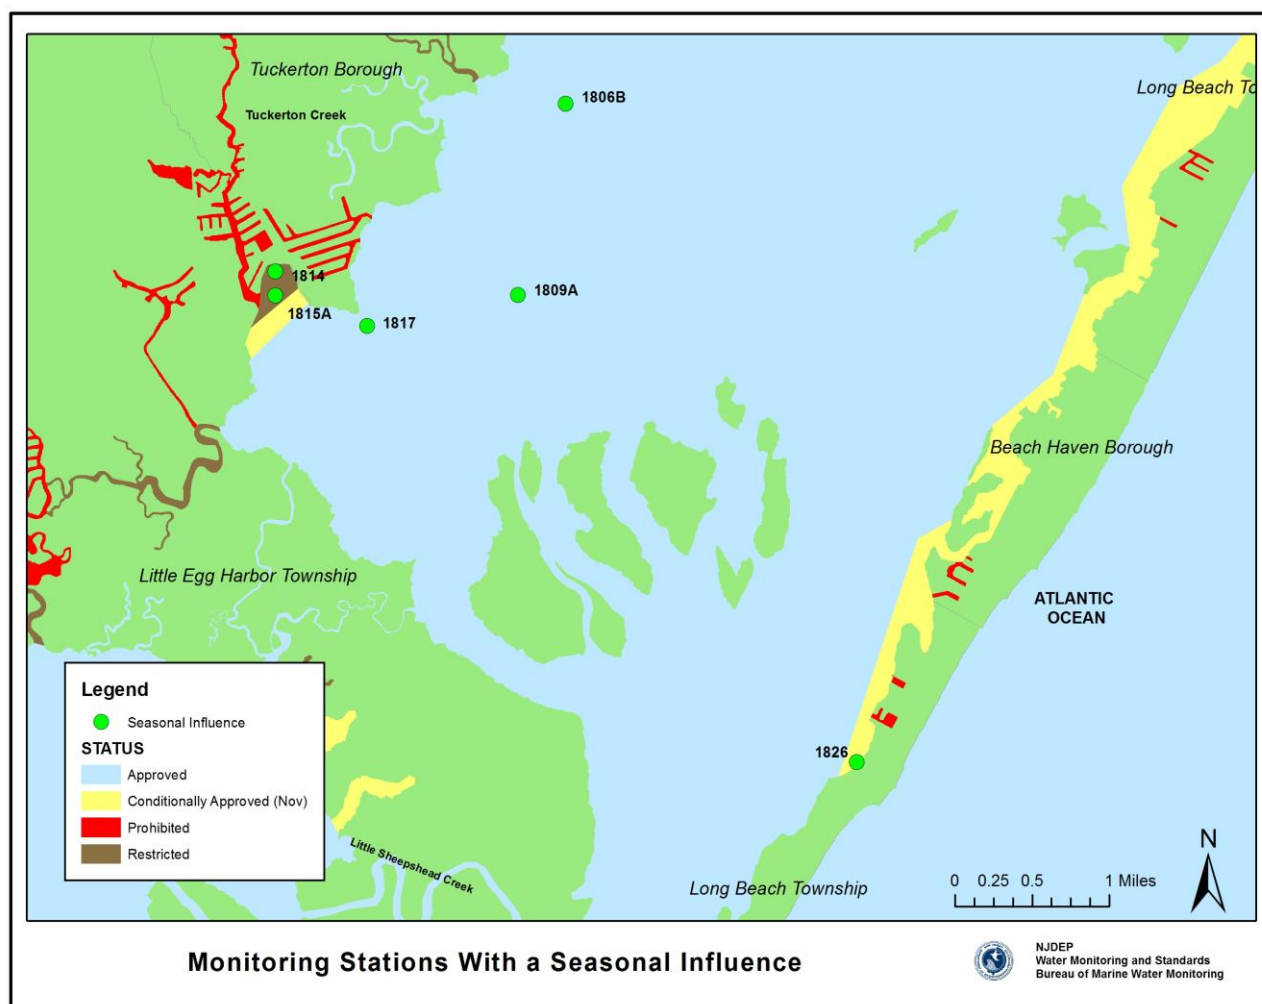 Tuckerton Borough
1806B
Long Beach To
Tuckerton Creek
1814
1809A
1815A
1817
Beach Haven Borough
Little Egg Harbor Township
ATLANTIC
OCEAN
Legend
Seasonal Influence
STATUS
Approved
Conditionally Approved (Nov)
Prohibited
Restricted
1826
Little Sheepshead Creek
Long Beach Township
0 0.25 0.5 1 Miles
N
Monitoring Stations With a Seasonal Influence
NJDEP
Water Monitoring and Standards
Bureau of Marine Water Monitoring